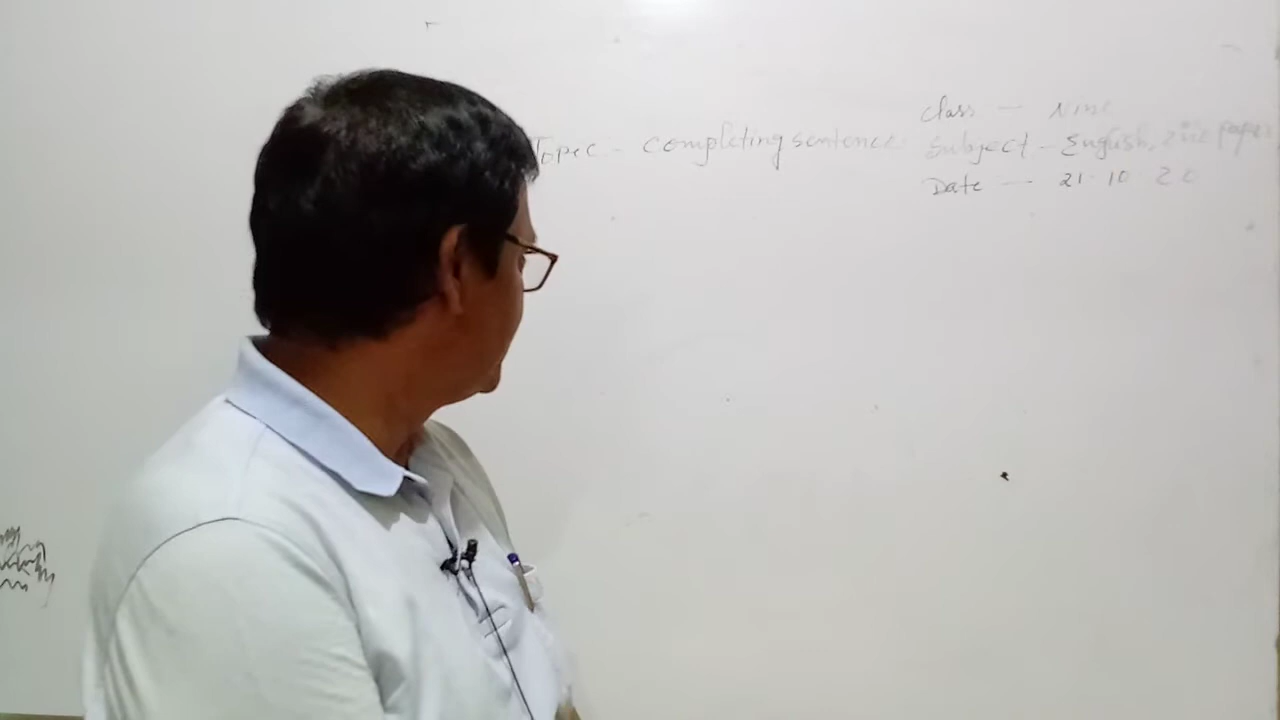 Topic - Completing sentence.
Class - Nine
Subject - English, 2nd paper
Date - 21.10.20